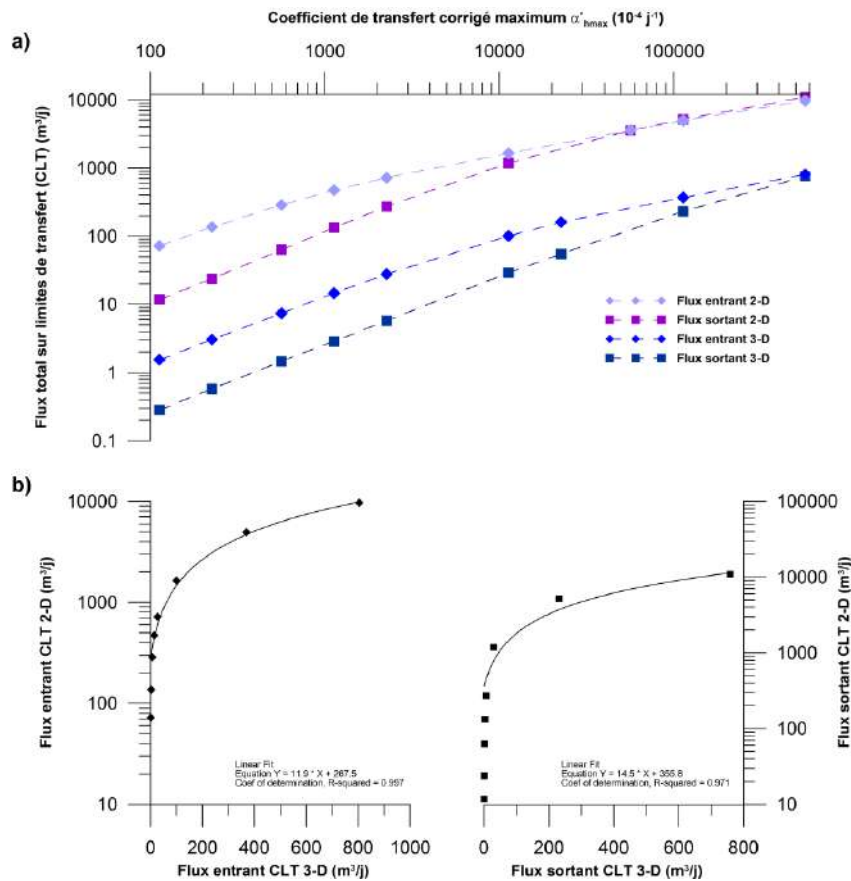 Coefficient de transfert corrigé maximum α*hmax (10⁻⁴ j⁻¹)
a)
100 1000 10000 100000
Flux total sur limites de transfert (CLT) (m³/j)
10000
1000
100
10
1
0.1
Flux entrant 2-D
Flux sortant 2-D
Flux entrant 3-D
Flux sortant 3-D
b)
Flux entrant CLT 2-D (m³/j)
10000
1000
100
10
Linear Fit
Equation Y = 11.9 * X + 267.5
Coef of determination, R-squared = 0.997
0 200 400 600 800 1000
Flux entrant CLT 3-D (m³/j)
100000
10000
1000
100
10
Flux sortant CLT 2-D (m³/j)
Linear Fit
Equation Y = 14.5 * X + 355.8
Coef of determination, R-squared = 0.971
0 200 400 600 800
Flux sortant CLT 3-D (m³/j)